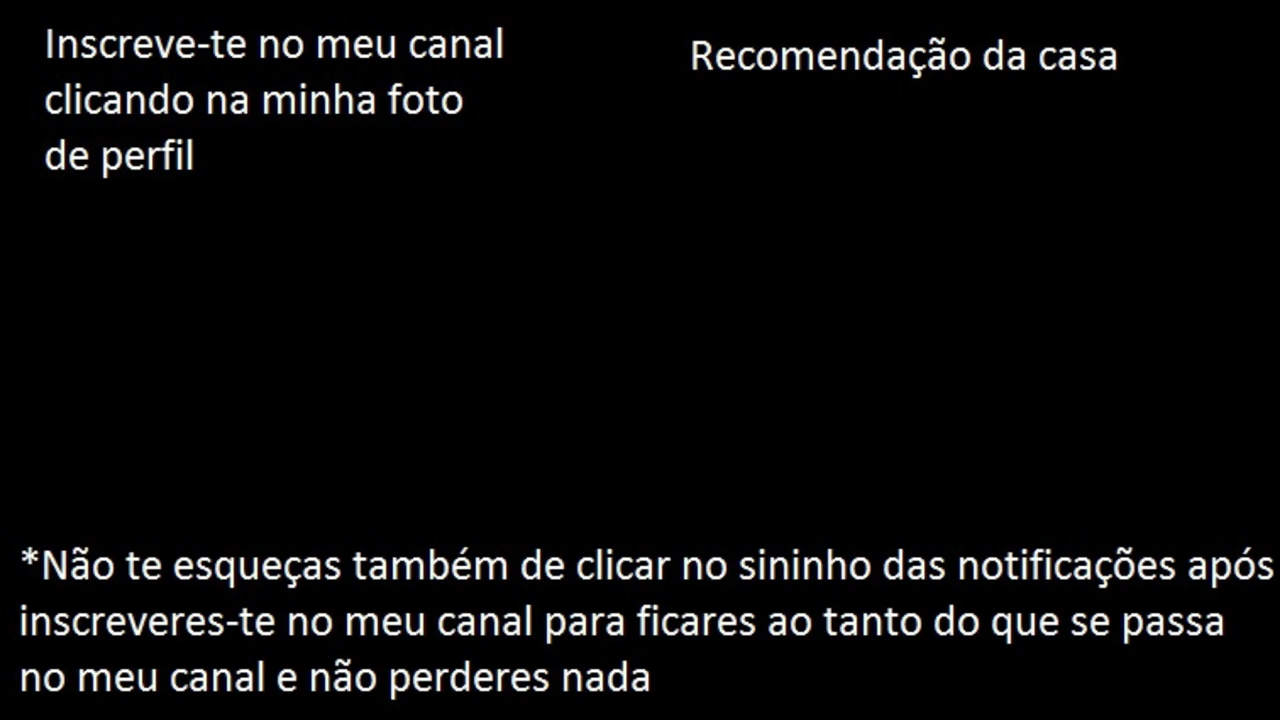 Inscreve-te no meu canal
clicando na minha foto
de perfil
Recomendação da casa
*Não te esqueças também de clicar no sininho das notificações após
inscreveres-te no meu canal para ficares ao tanto do que se passa
no meu canal e não perderes nada